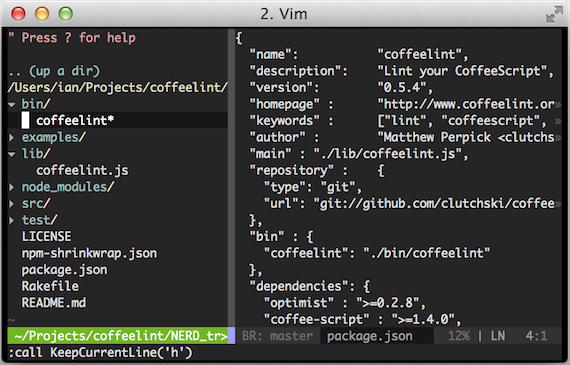 2. Vim
" Press ? for help
.. (up a dir)
/Users/ian/Projects/coffeelint/
▾ bin/
coffeelint*
▸ examples/
▾ lib/
coffeelint.js
▸ node_modules/
▸ src/
▸ test/
LICENSE
npm-shrinkwrap.json
package.json
Rakefile
README.md
~
~/Projects/coffeelint/NERD_tr>
{
"name": "coffeelint",
"description": "Lint your CoffeeScript",
"version": "0.5.4",
"homepage" : "http://www.coffeelint.or»
"keywords" : ["lint", "coffeescript", »
"author" : "Matthew Perpick <clutchs»
"main" : "./lib/coffeelint.js",
"repository" : {
"type": "git",
"url": "git://github.com/clutchski/coffee»
},
"bin" : {
"coffeelint": "./bin/coffeelint"
},
"dependencies": {
"optimist" : ">=0.2.8",
"coffee-script" : ">=1.4.0",
BR: master package.json 12% | LN 4:1
:call KeepCurrentLine('h')